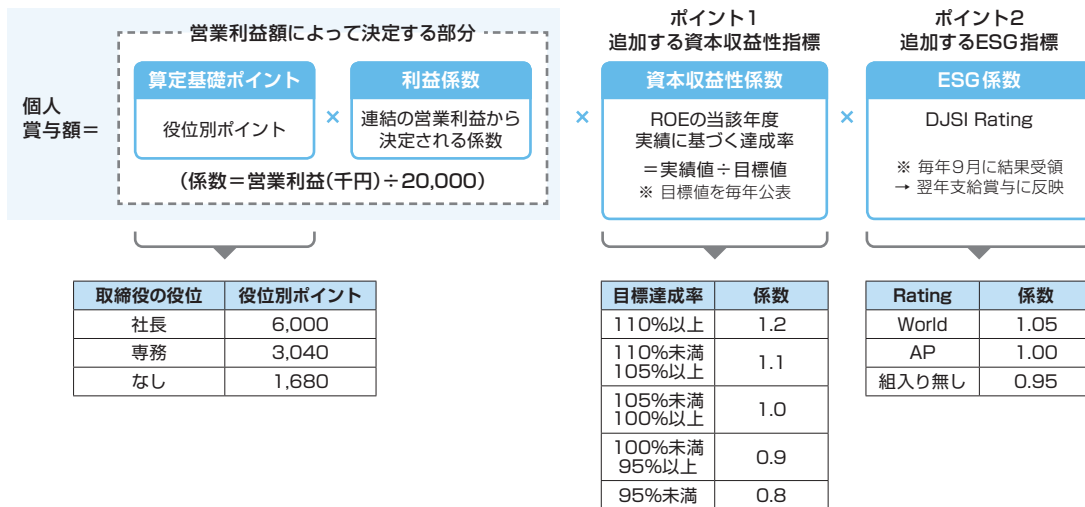 個人
賞与額＝
営業利益額によって決定する部分
算定基礎ポイント
役位別ポイント
×
利益係数
連結の営業利益から
決定される係数
（係数＝営業利益（千円）÷20,000）
×
ポイント1
追加する資本収益性指標
資本収益性係数
ROEの当該年度
実績に基づく達成率
＝実績値÷目標値
※ 目標値を毎年公表
×
ポイント2
追加するESG指標
ESG係数
DJSI Rating
※ 毎年9月に結果受領
→ 翌年支給賞与に反映
取締役の役位 役位別ポイント
社長 6,000
専務 3,040
なし 1,680
目標達成率 係数
110%以上 1.2
110%未満
105%以上 1.1
105%未満
100%以上 1.0
100%未満
95%以上 0.9
95%未満 0.8
Rating 係数
World 1.05
AP 1.00
組入り無し 0.95